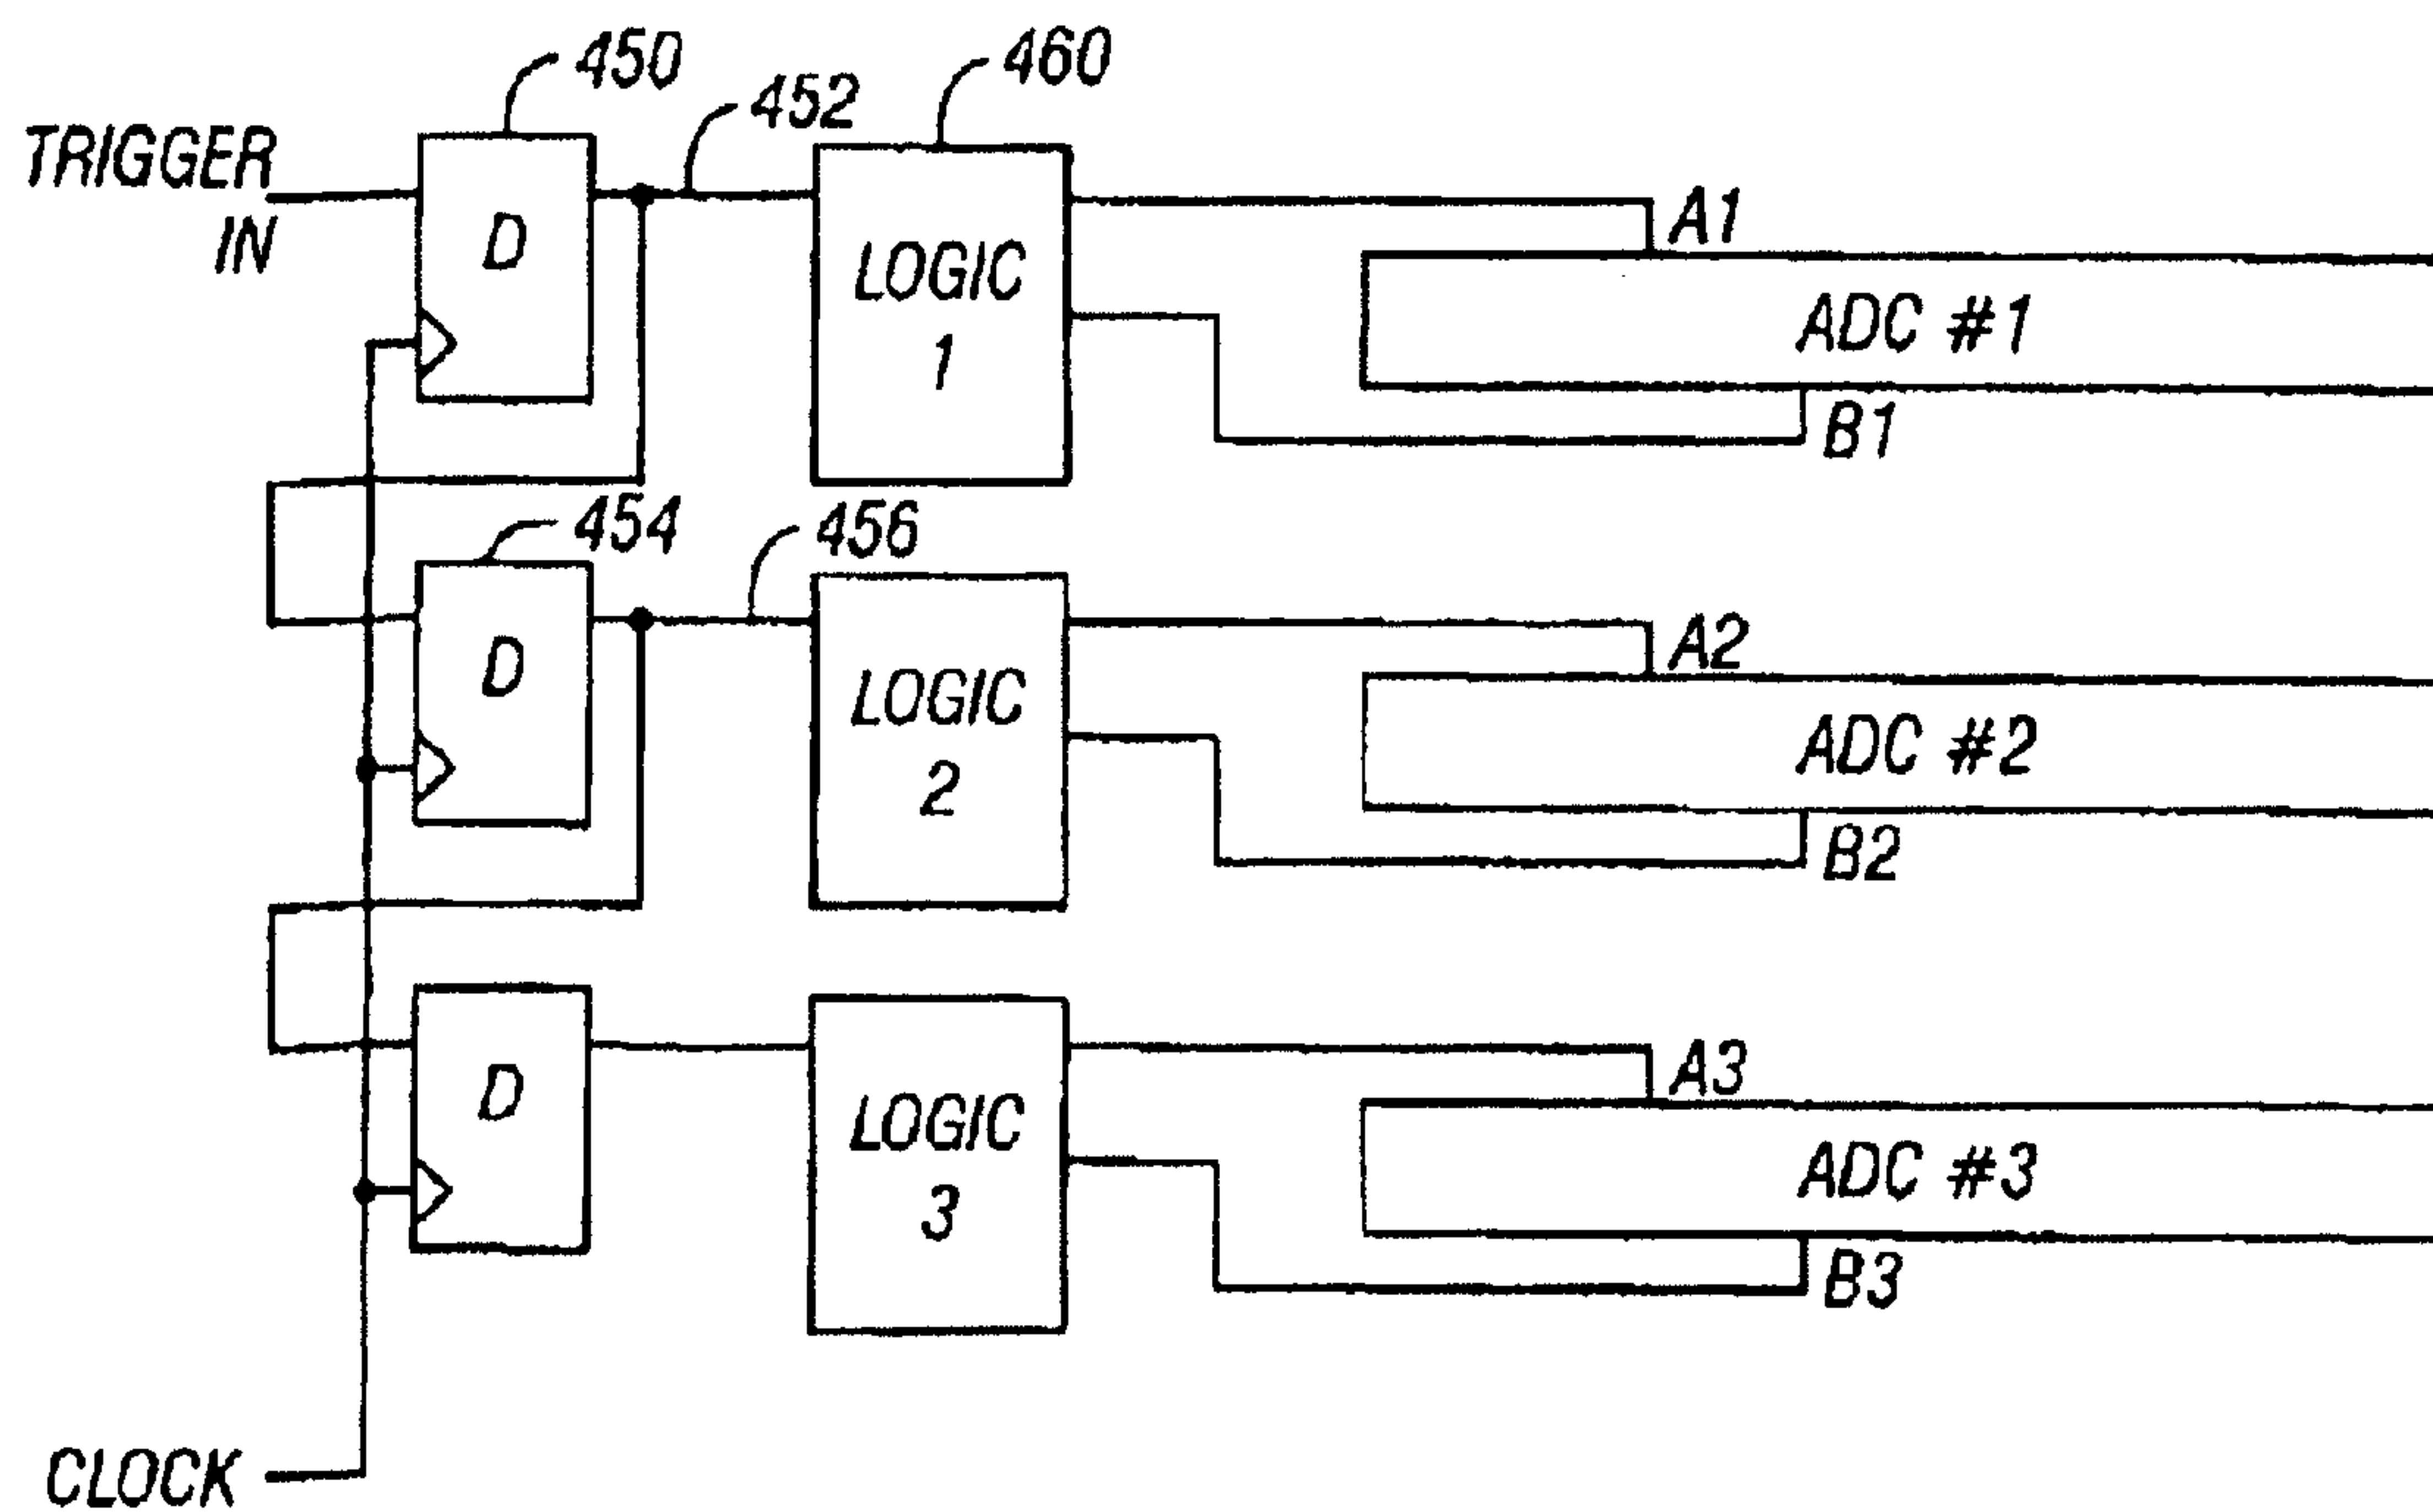 450
452
460
TRIGGER
IN
D
LOGIC
1
A1
ADC #1
B1
454
456
D
LOGIC
2
A2
ADC #2
B2
D
LOGIC
3
A3
ADC #3
B3
CLOCK